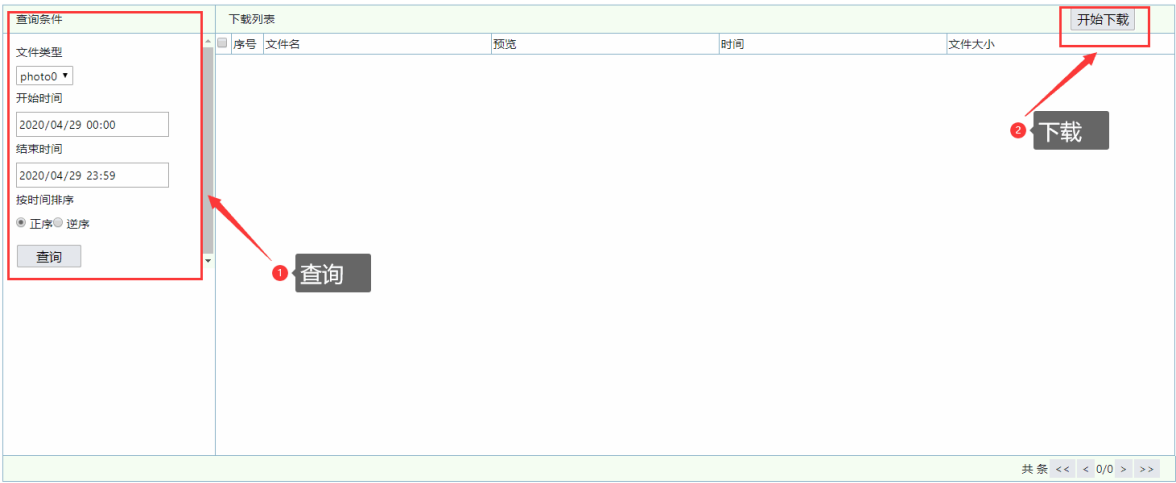 查询条件
文件类型
photo0
开始时间
2020/04/29 00:00
结束时间
2020/04/29 23:59
按时间排序
正序 逆序
查询
下载列表 开始下载
序号 文件名 预览 时间 文件大小
2 下载
1 查询
共 条 << < 0/0 > >>